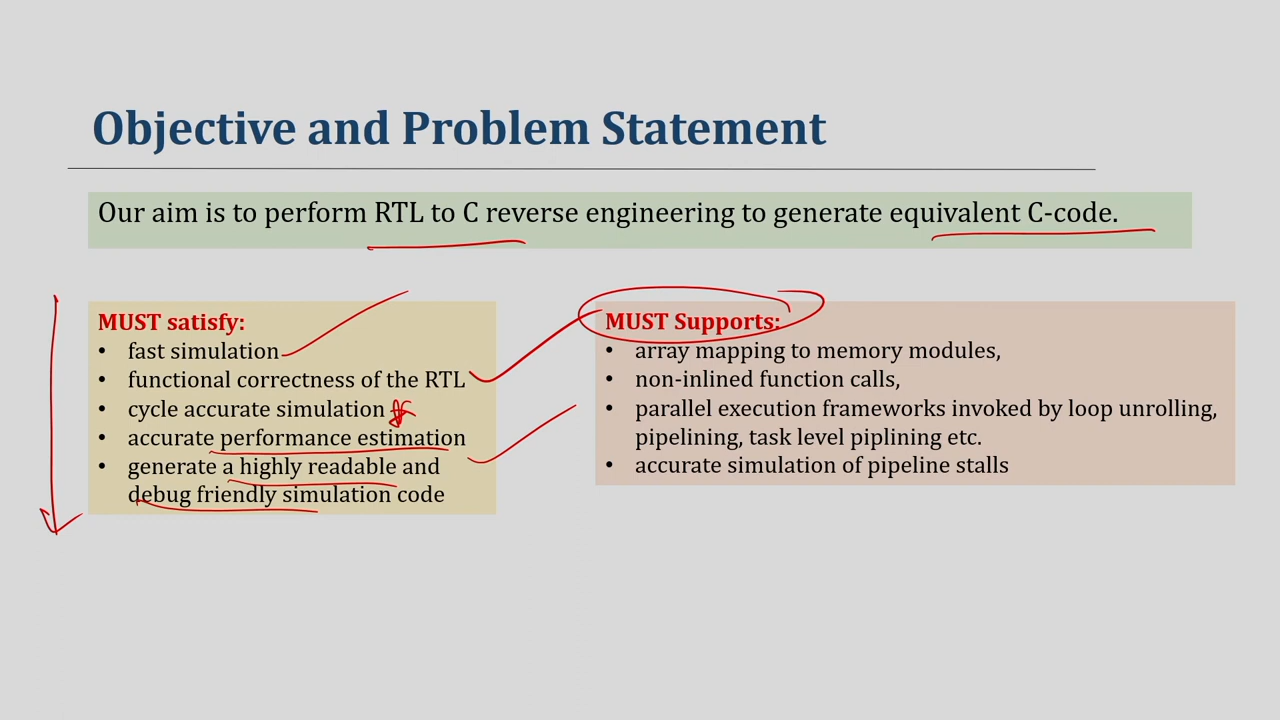 Objective and Problem Statement
Our aim is to perform RTL to C reverse engineering to generate equivalent C-code.
MUST satisfy:
• fast simulation
• functional correctness of the RTL
• cycle accurate simulation
• accurate performance estimation
• generate a highly readable and
debug friendly simulation code
MUST Supports:
• array mapping to memory modules,
• non-inlined function calls,
• parallel execution frameworks invoked by loop unrolling,
pipelining, task level piplining etc.
• accurate simulation of pipeline stalls